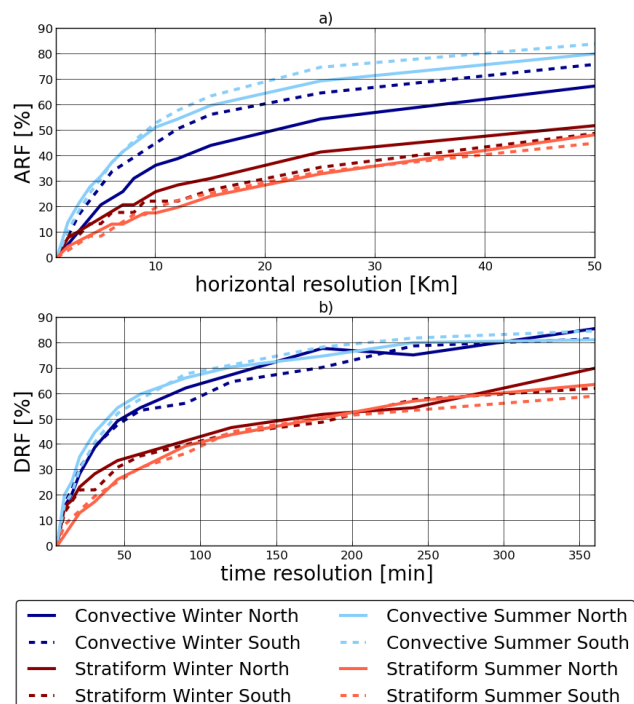 a)
90
80
70
60
50
40
30
20
10
0
ARF [%]
10 20 30 40 50
horizontal resolution [Km]
b)
90
80
70
60
50
40
30
20
10
0
DRF [%]
50 100 150 200 250 300 350
time resolution [min]
Convective Winter North
Convective Winter South
Stratiform Winter North
Stratiform Winter South
Convective Summer North
Convective Summer South
Stratiform Summer North
Stratiform Summer South